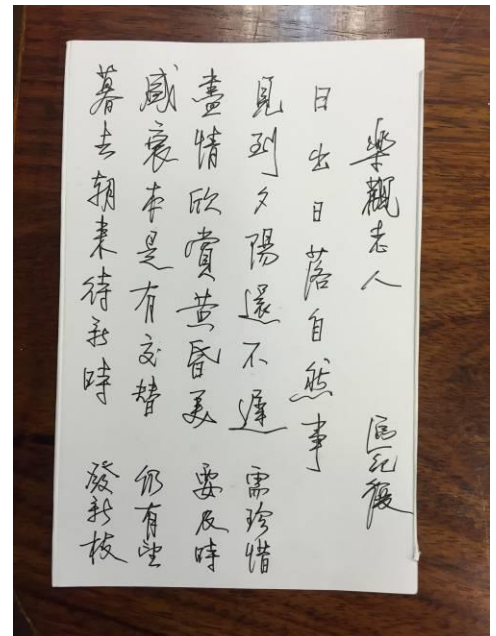 樂觀老人 區紀復
日出日落自然事
見到夕陽還不遲 需珍惜
盡情欣賞黃昏美 要及時
盛衰本是有交替 仍有望
暮去朝來待新時 發新枝